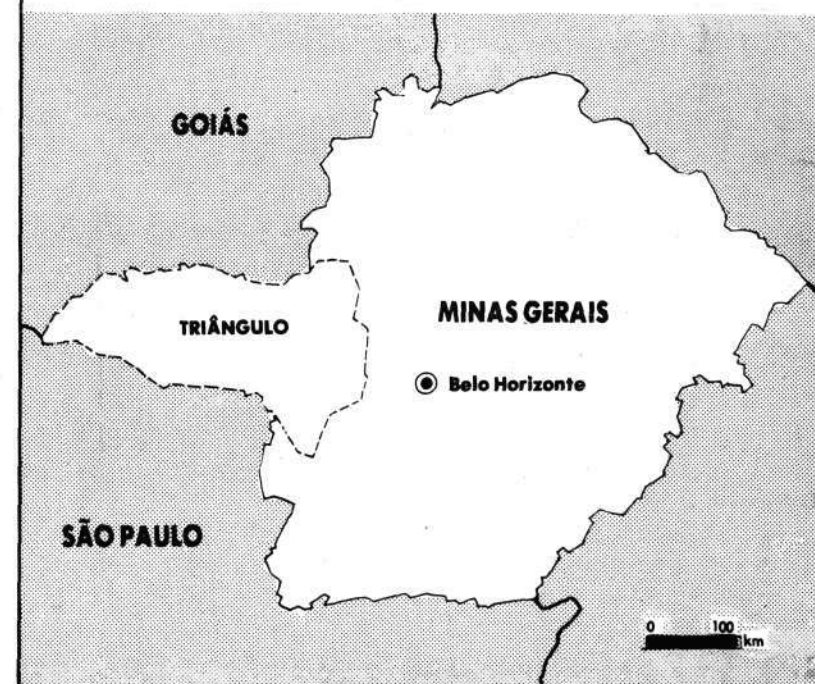 GOIÁS
TRIÂNGULO
MINAS GERAIS
Belo Horizonte
SÃO PAULO
0 100
km